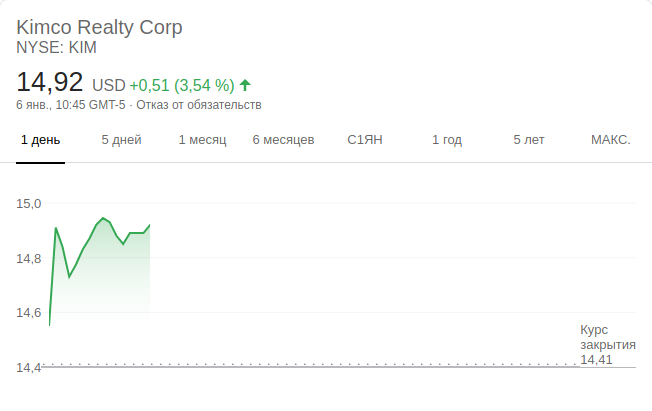 Kimco Realty Corp
NYSE: KIM
14,92 USD +0,51 (3,54 %)
6 янв., 10:45 GMT-5 · Отказ от обязательств
1 день 5 дней 1 месяц 6 месяцев С1ЯН 1 год 5 лет МАКС.
15,0
14,8
14,6
14,4
Курс
закрытия
14,41